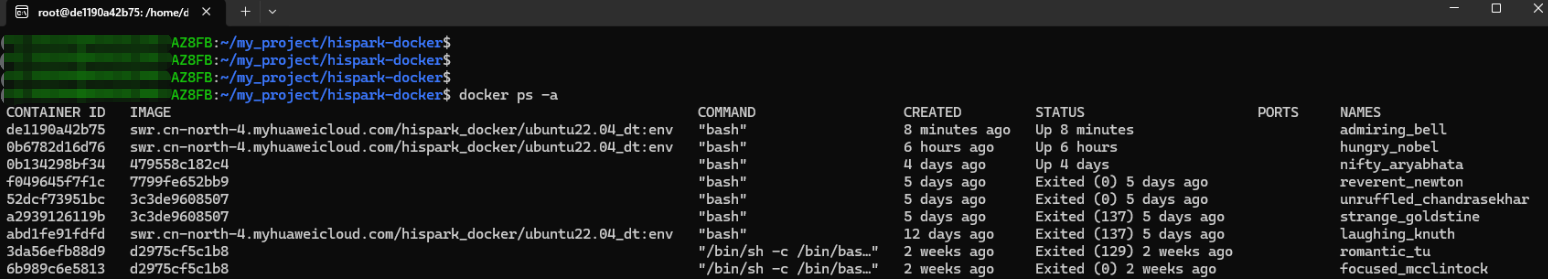 root@de1190a42b75: /home/d
AZ8FB:~/my_project/hispark-docker$
AZ8FB:~/my_project/hispark-docker$
AZ8FB:~/my_project/hispark-docker$
AZ8FB:~/my_project/hispark-docker$ docker ps -a
CONTAINER ID IMAGE COMMAND CREATED STATUS PORTS NAMES
de1190a42b75 swr.cn-north-4.myhuaweicloud.com/hispark_docker/ubuntu22.04_dt:env "bash" 8 minutes ago Up 8 minutes admiring_bell
0b6782d16d76 swr.cn-north-4.myhuaweicloud.com/hispark_docker/ubuntu22.04_dt:env "bash" 6 hours ago Up 6 hours hungry_nobel
0b134298bf34 479558c182c4 "bash" 4 days ago Up 4 days nifty_aryabhata
f049645f7f1c 7799fe652bb9 "bash" 5 days ago Exited (0) 5 days ago reverent_newton
52dcf73951bc 3c3de9608507 "bash" 5 days ago Exited (0) 5 days ago unruffled_chandrasekhar
a2939126119b 3c3de9608507 "bash" 5 days ago Exited (137) 5 days ago strange_goldstine
abd1fe91fdfd swr.cn-north-4.myhuaweicloud.com/hispark_docker/ubuntu22.04_dt:env "bash" 12 days ago Exited (137) 5 days ago laughing_knuth
3da56efb88d9 d2975cf5c1b8 "/bin/sh -c /bin/bas…" 2 weeks ago Exited (129) 2 weeks ago romantic_tu
6b989c6e5813 d2975cf5c1b8 "/bin/sh -c /bin/bas…" 2 weeks ago Exited (0) 2 weeks ago focused_mcclintock